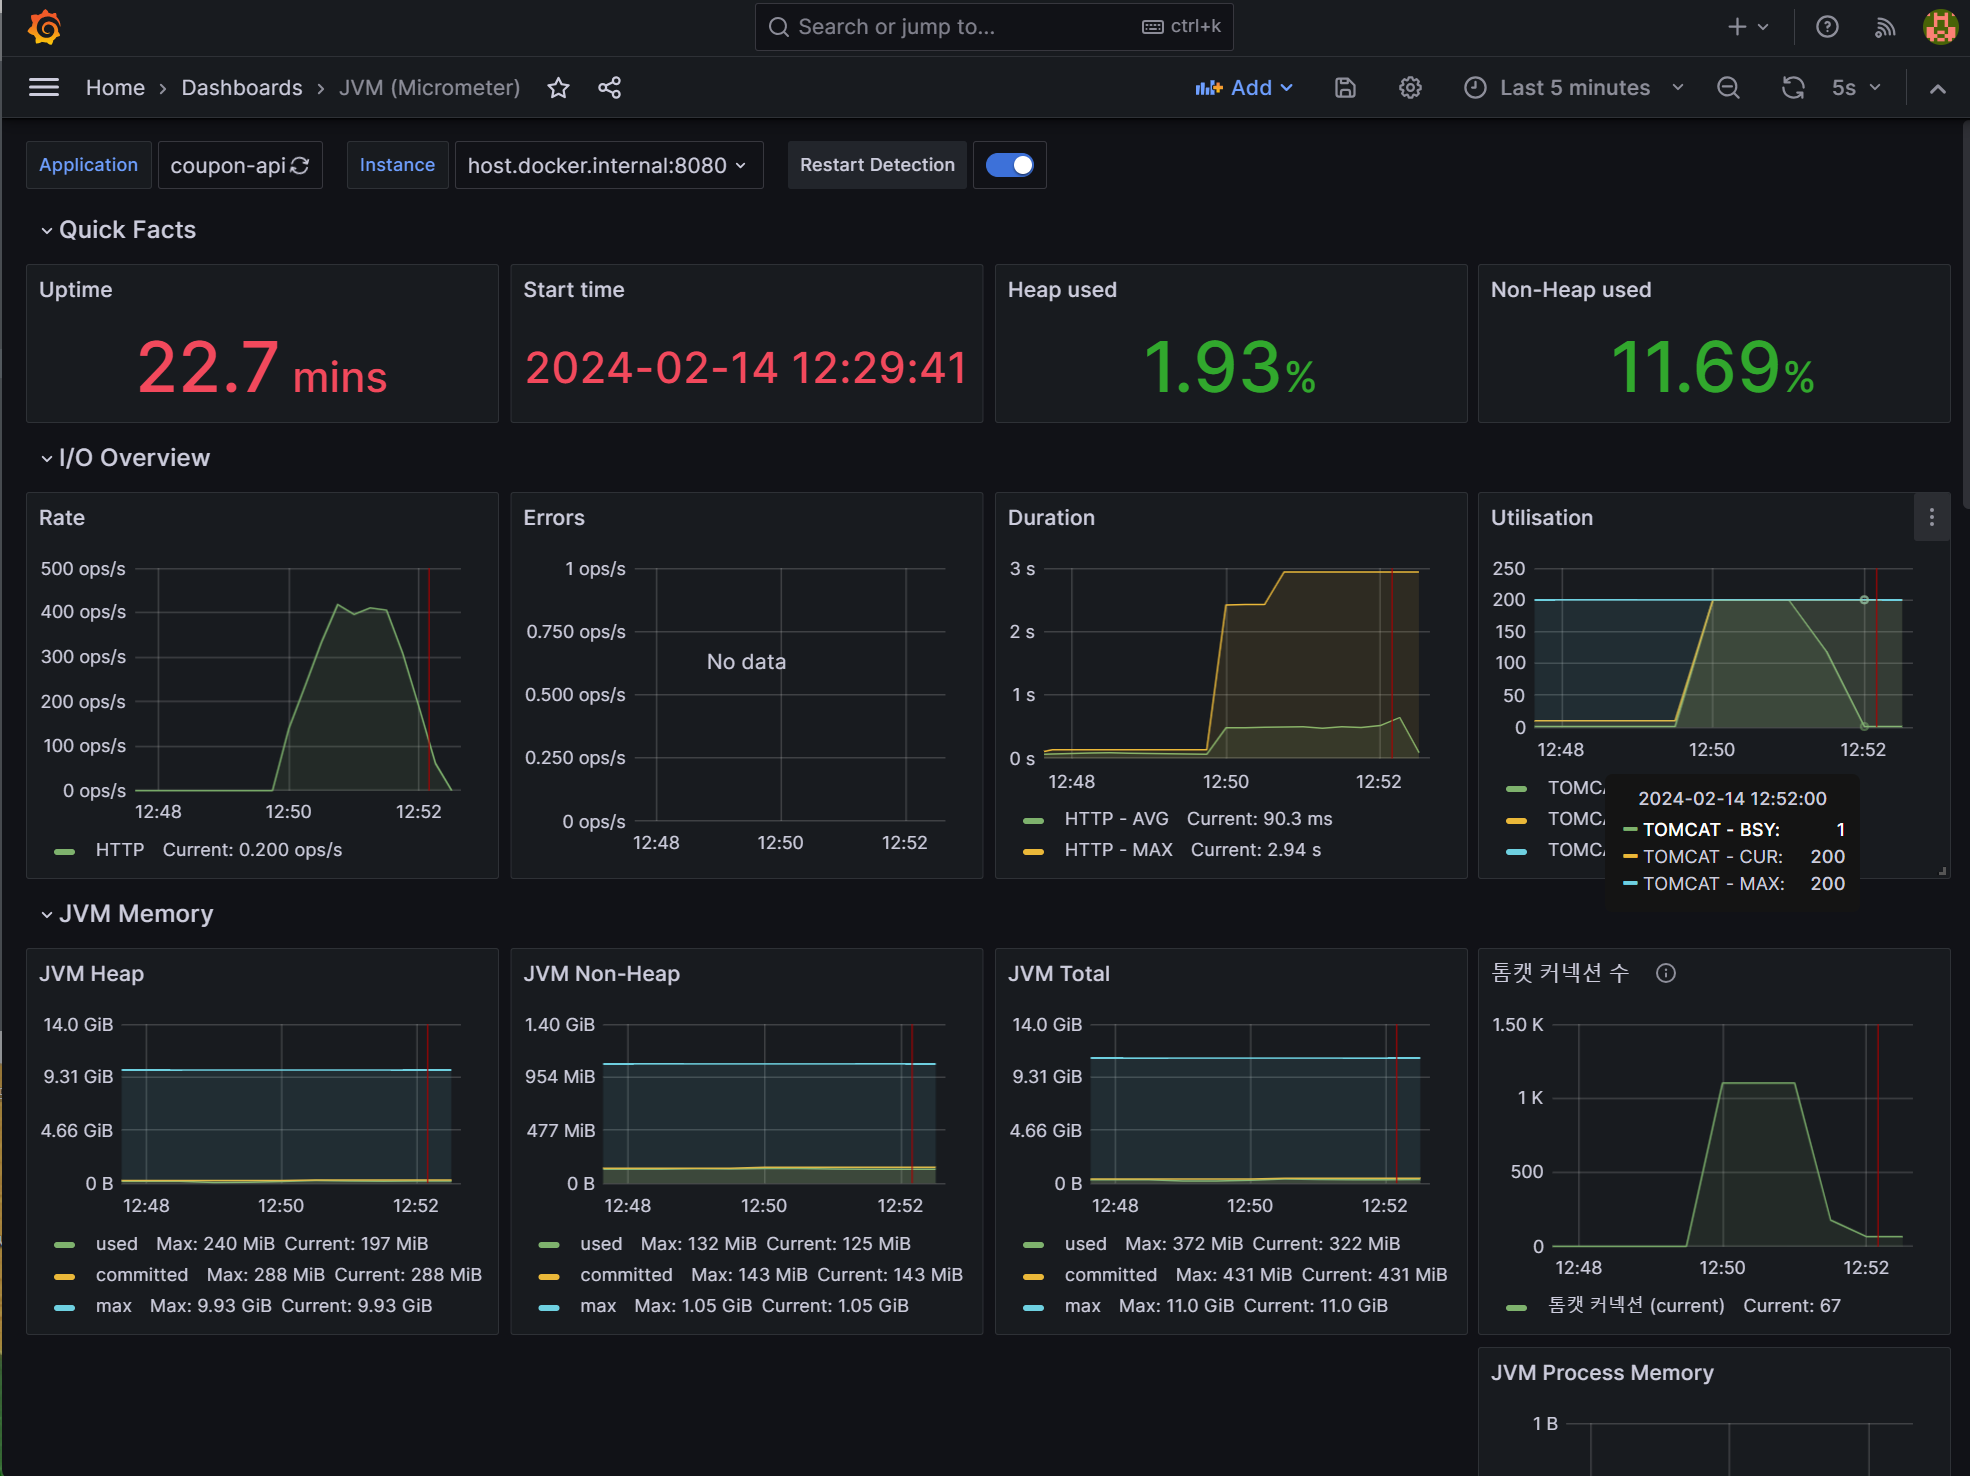 Search or jump to... ctrl+k
Home › Dashboards › JVM (Micrometer) Add Last 5 minutes 5s
Application coupon-api Instance host.docker.internal:8080 Restart Detection
Quick Facts
Uptime
22.7 mins
Start time
2024-02-14 12:29:41
Heap used
1.93%
Non-Heap used
11.69%
I/O Overview
Rate
500 ops/s
400 ops/s
300 ops/s
200 ops/s
100 ops/s
0 ops/s
12:48 12:50 12:52
HTTP Current: 0.200 ops/s
Errors
1 ops/s
0.750 ops/s
No data
0.500 ops/s
0.250 ops/s
0 ops/s
12:48 12:50 12:52
Duration
3 s
2 s
1 s
0 s
12:48 12:50 12:52
HTTP - AVG Current: 90.3 ms
HTTP - MAX Current: 2.94 s
Utilisation
250
200
150
100
50
0
12:48 12:50 12:52
2024-02-14 12:52:00
TOMCAT - BSY: 1
TOMCAT - CUR: 200
TOMCAT - MAX: 200
JVM Memory
JVM Heap
14.0 GiB
9.31 GiB
4.66 GiB
0 B
12:48 12:50 12:52
used Max: 240 MiB Current: 197 MiB
committed Max: 288 MiB Current: 288 MiB
max Max: 9.93 GiB Current: 9.93 GiB
JVM Non-Heap
1.40 GiB
954 MiB
477 MiB
0 B
12:48 12:50 12:52
used Max: 132 MiB Current: 125 MiB
committed Max: 143 MiB Current: 143 MiB
max Max: 1.05 GiB Current: 1.05 GiB
JVM Total
14.0 GiB
9.31 GiB
4.66 GiB
0 B
12:48 12:50 12:52
used Max: 372 MiB Current: 322 MiB
committed Max: 431 MiB Current: 431 MiB
max Max: 11.0 GiB Current: 11.0 GiB
톰캣 커넥션 수
1.50 K
1 K
500
0
12:48 12:50 12:52
톰캣 커넥션 (current) Current: 67
JVM Process Memory
1 B